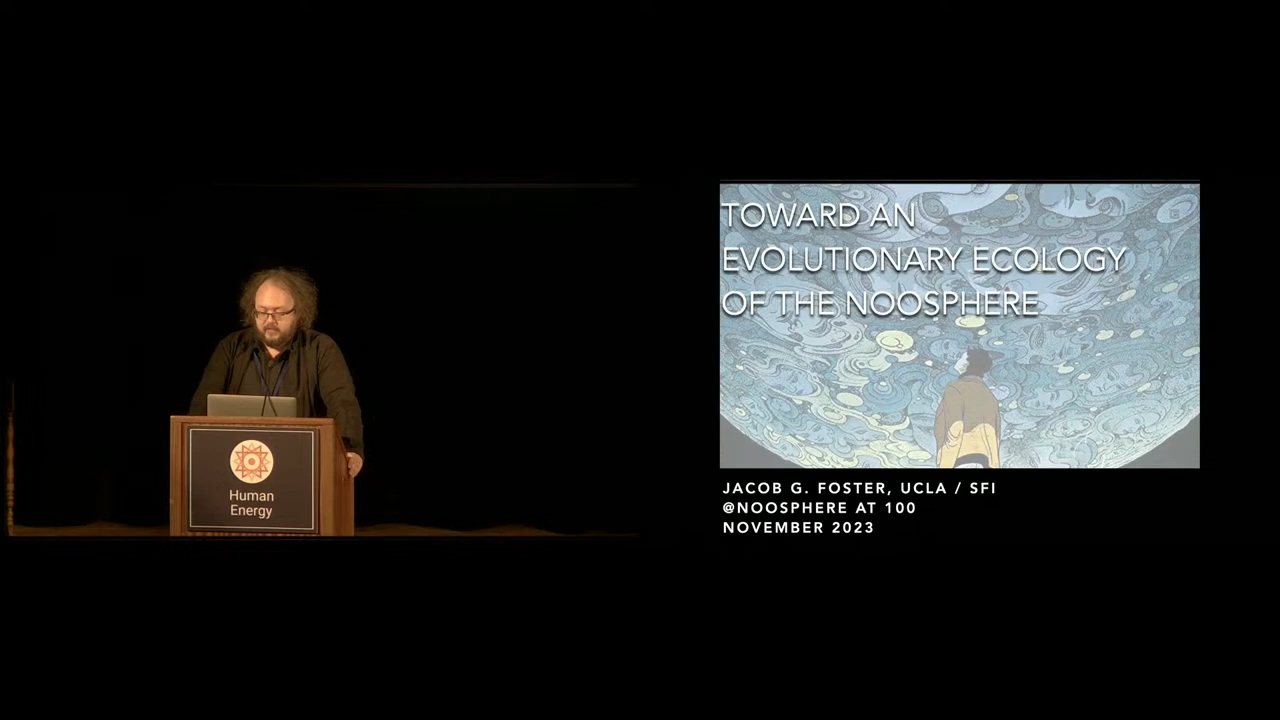 Human
Energy
TOWARD AN
EVOLUTIONARY ECOLOGY
OF THE NOOSPHERE
JACOB G. FOSTER, UCLA / SFI
@NOOSPHERE AT 100
NOVEMBER 2023